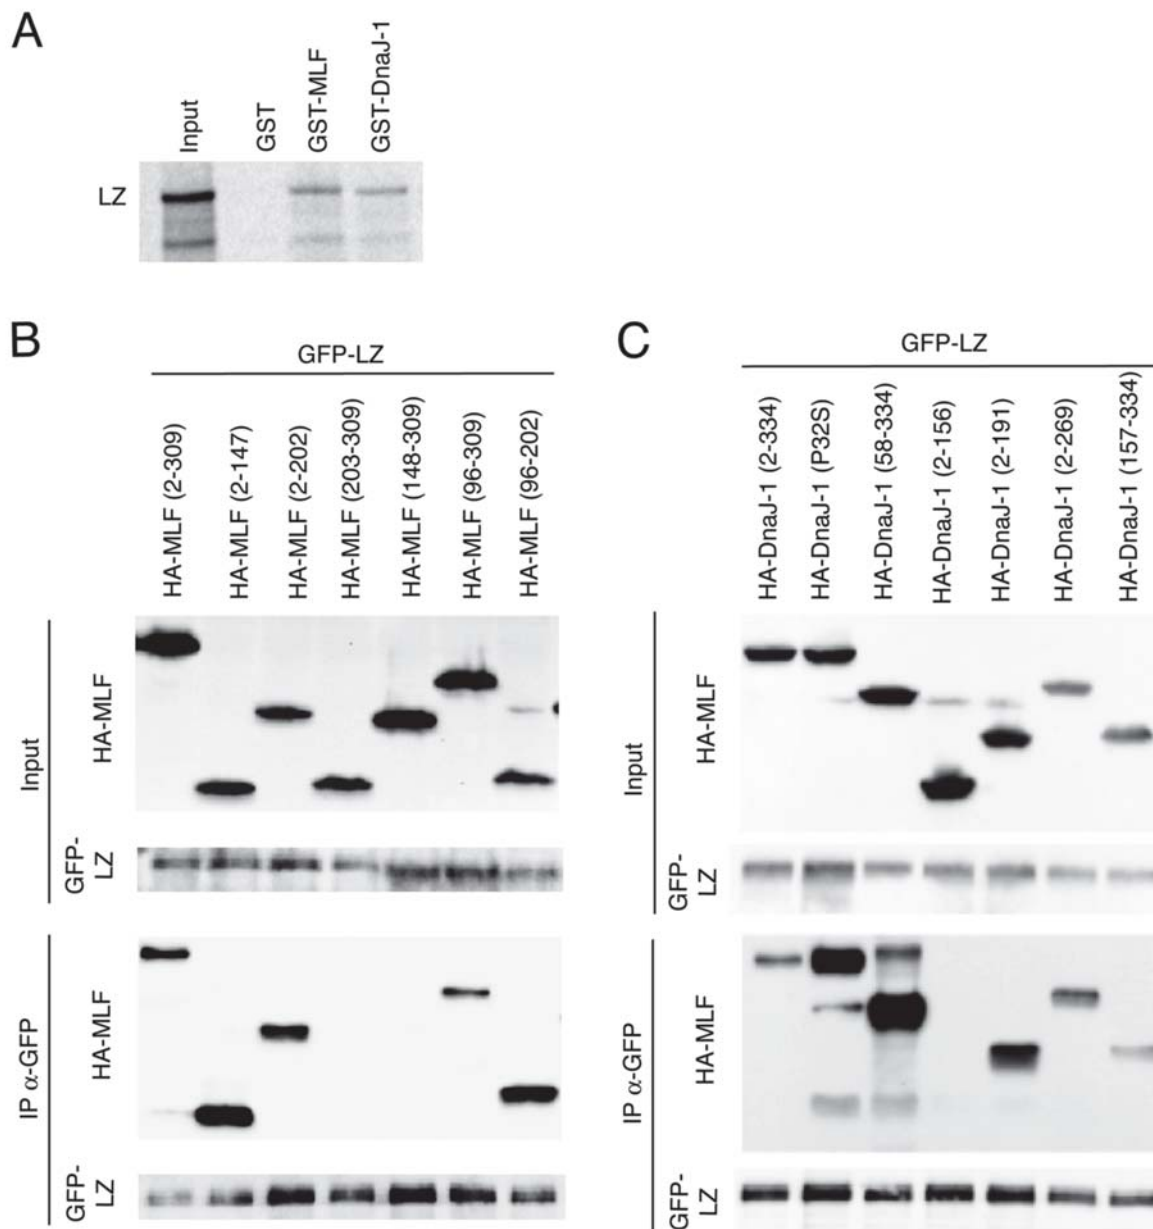 A
Input
GST
GST-MLF
GST-DnaJ-1
LZ
B
GFP-LZ
HA-MLF (2-309)
HA-MLF (2-147)
HA-MLF (2-202)
HA-MLF (203-309)
HA-MLF (148-309)
HA-MLF (96-309)
HA-MLF (96-202)
Input
HA-MLF
GFP-
LZ
IP α-GFP
HA-MLF
GFP-
LZ
C
GFP-LZ
HA-DnaJ-1 (2-334)
HA-DnaJ-1 (P32S)
HA-DnaJ-1 (58-334)
HA-DnaJ-1 (2-156)
HA-DnaJ-1 (2-191)
HA-DnaJ-1 (2-269)
HA-DnaJ-1 (157-334)
Input
HA-MLF
GFP-
LZ
IP α-GFP
HA-MLF
GFP-
LZ